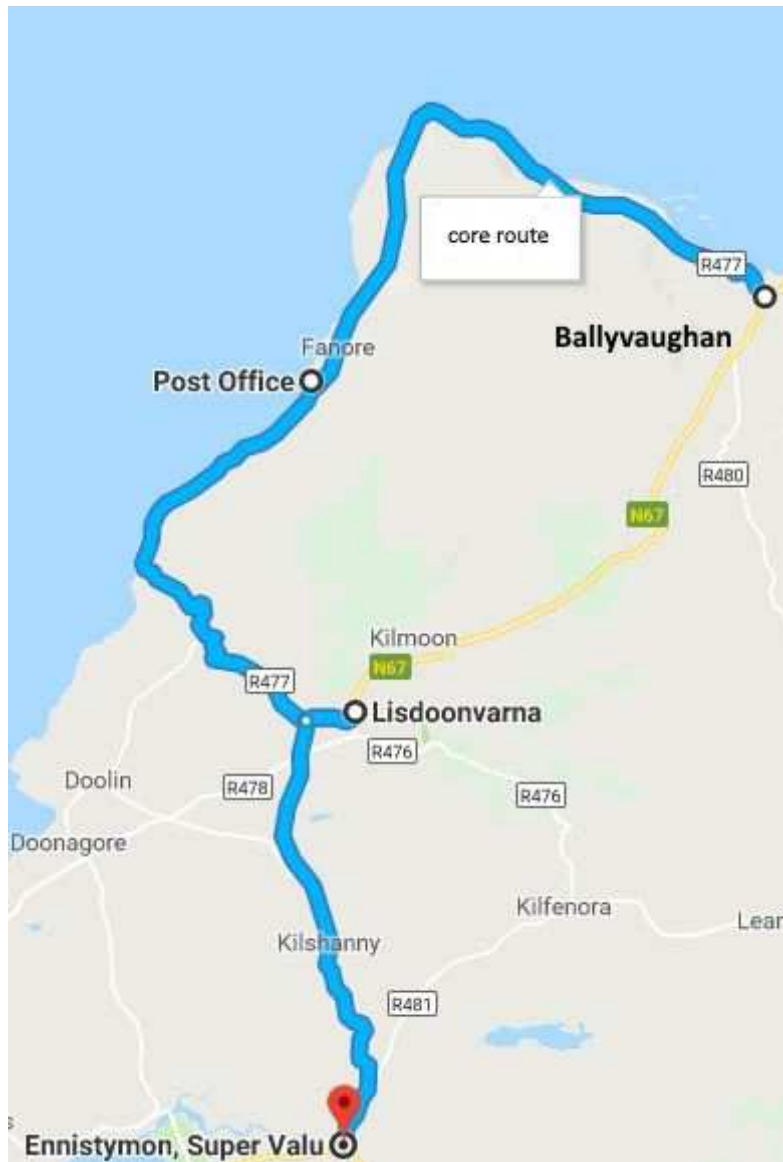 core route
R477
Ballyvaughan
Fanore
Post Office
R480
N67
Kilmoon
N67
R477
Lisdoonvarna
R476
Doolin
R478
R476
Doonagore
Kilfenora
Lear
Kilshanny
R481
s
Ennistymon, Super Valu